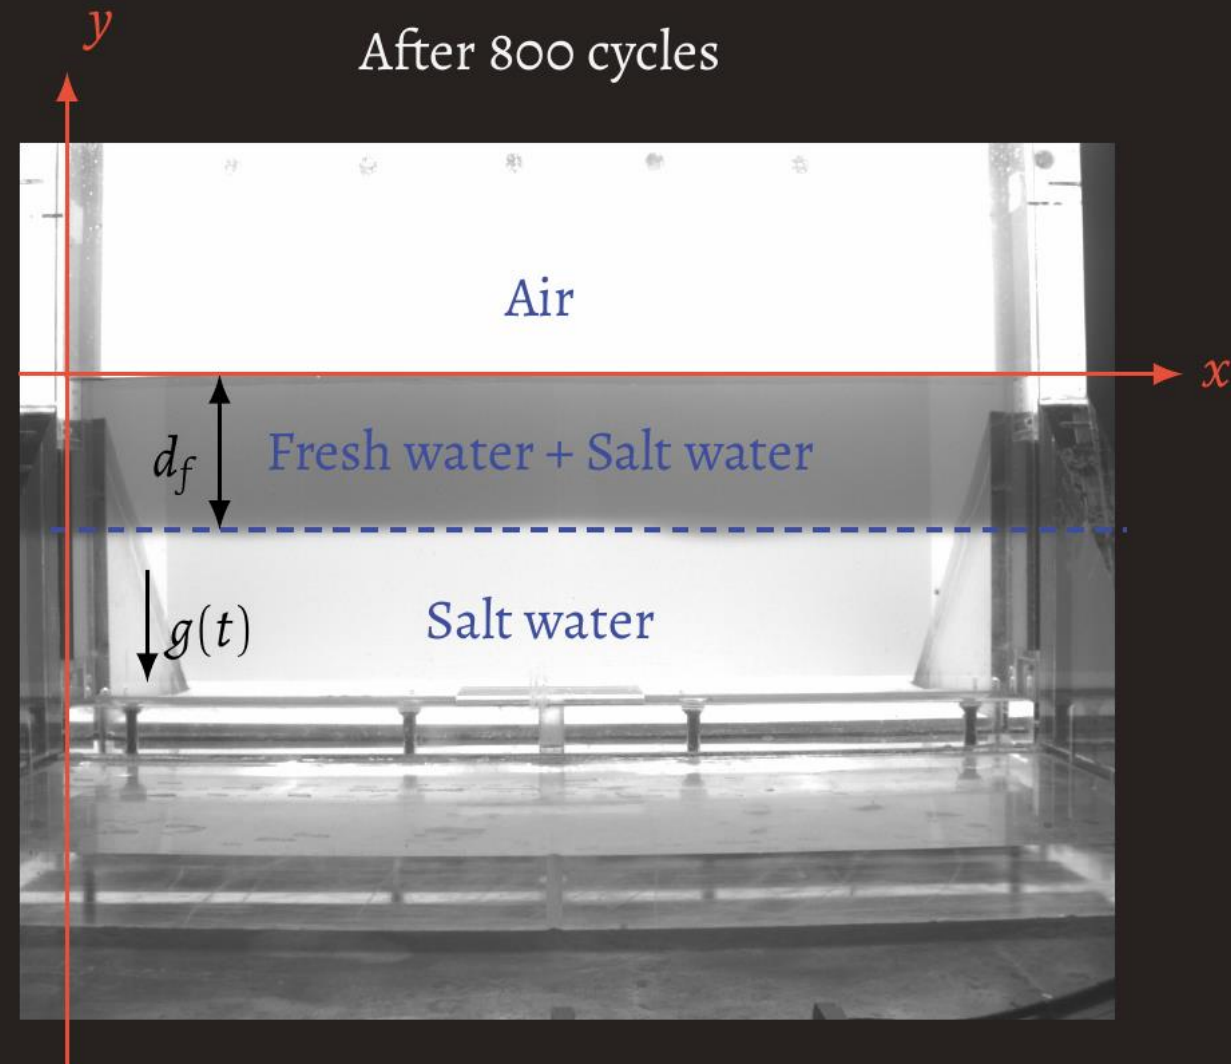 y
After 800 cycles
Air
x
d_f
Fresh water + Salt water
g(t)
Salt water